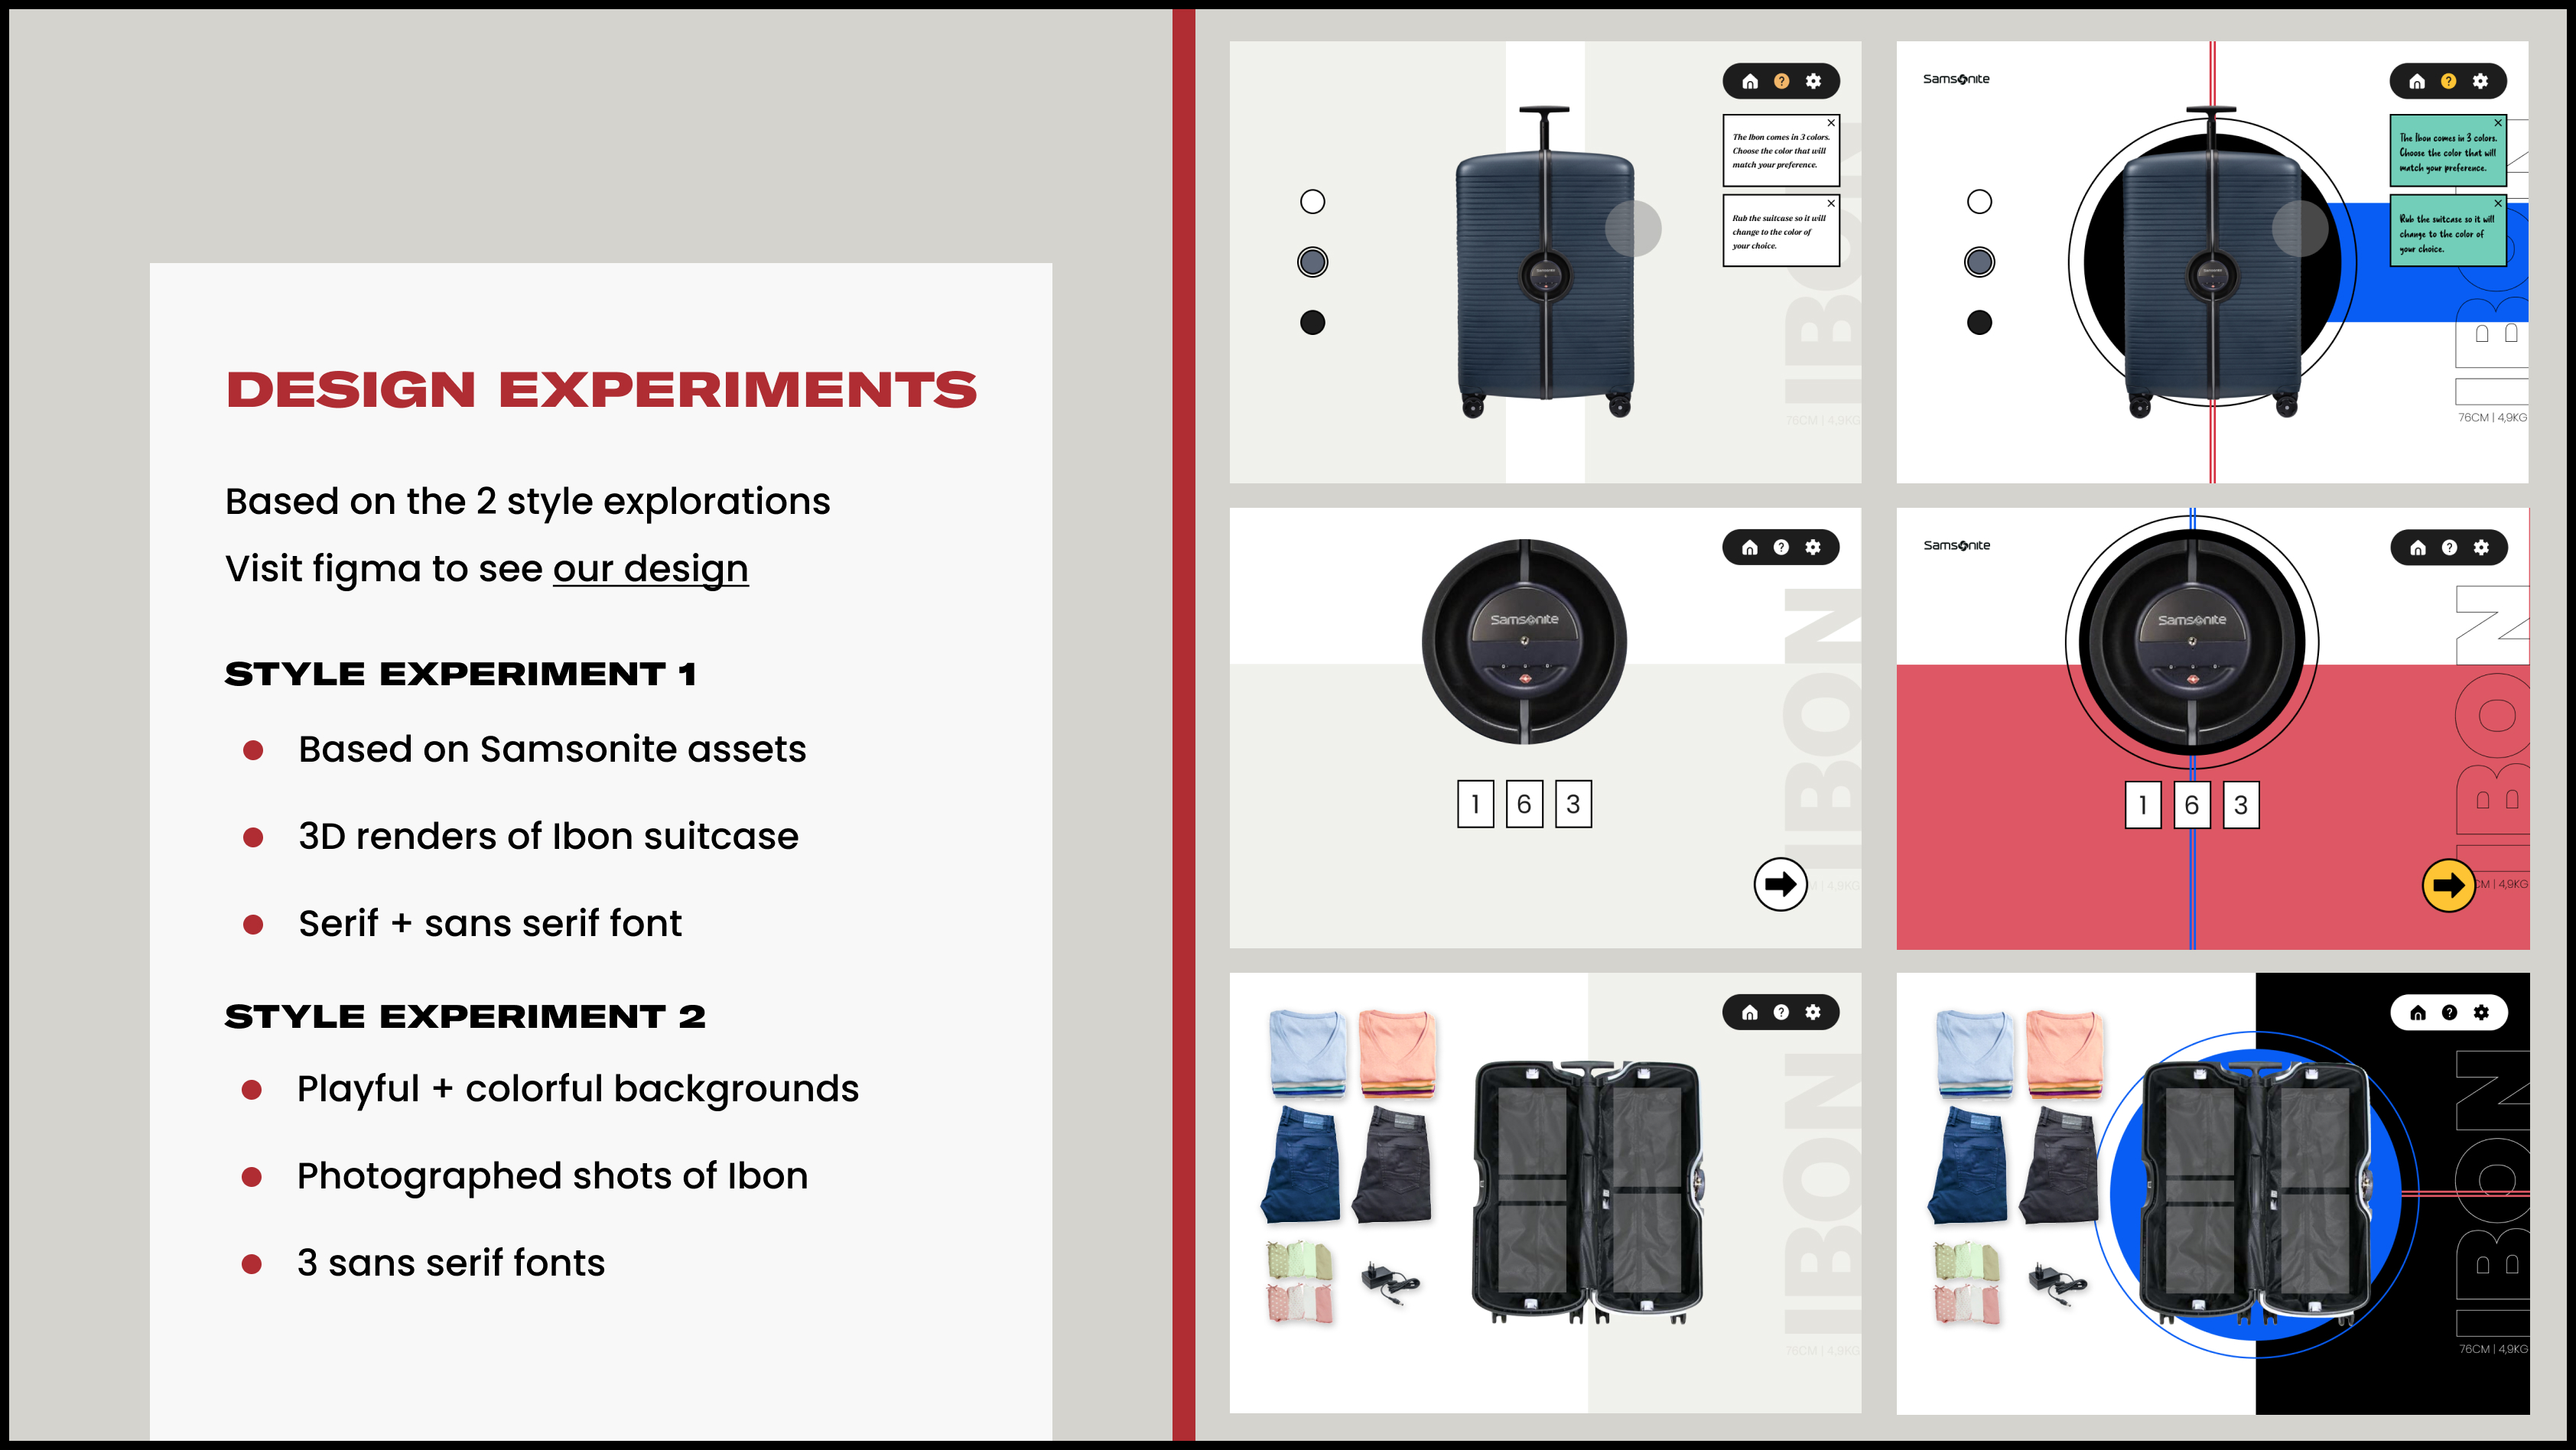 DESIGN EXPERIMENTS
Based on the 2 style explorations
Visit figma to see our design
STYLE EXPERIMENT 1
Based on Samsonite assets
3D renders of Ibon suitcase
Serif + sans serif font
STYLE EXPERIMENT 2
Playful + colorful backgrounds
Photographed shots of Ibon
3 sans serif fonts
?
The Ibon comes in 3 colors.
Choose the color that will
match your preference.
Rub the suitcase so it will
change to the color of
your choice.
IBON
76CM | 4,9KG
Samsonite
?
The Ibon comes in 3 colors.
Choose the color that will
match your preference.
Rub the suitcase so it will
change to the color of
your choice.
IBON
76CM | 4,9KG
?
Samsonite
1 6 3
IBON
4,9KG
Samsonite
?
Samsonite
1 6 3
IBON
CM | 4,9KG
?
IBON
76CM | 4,9KG
?
IBON
76CM | 4,9KG